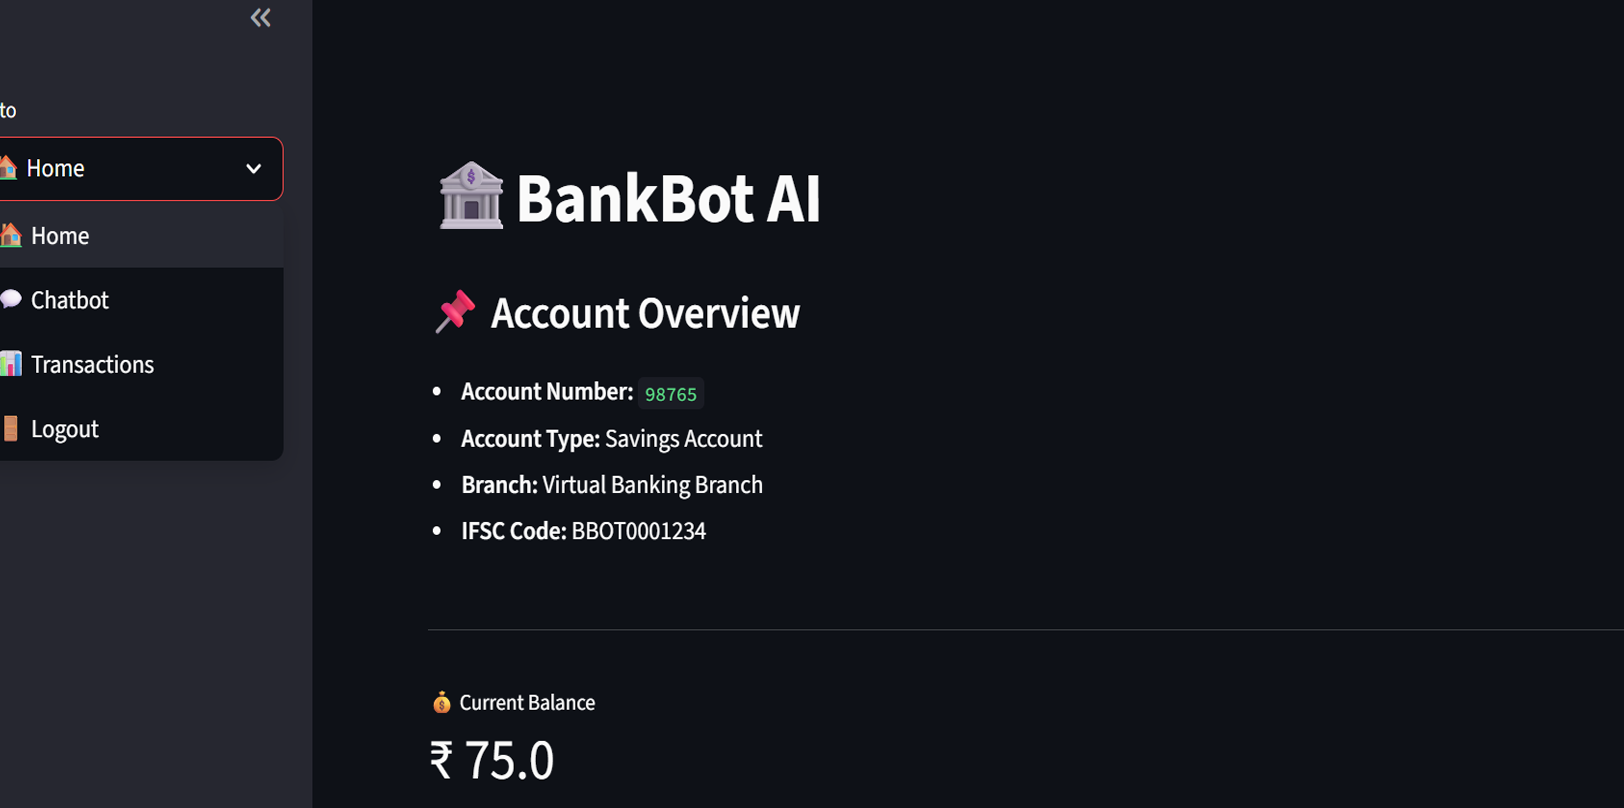 to
Home
Home
Chatbot
Transactions
Logout
BankBot AI
Account Overview
Account Number: 98765
Account Type: Savings Account
Branch: Virtual Banking Branch
IFSC Code: BBOT0001234
Current Balance
₹ 75.0